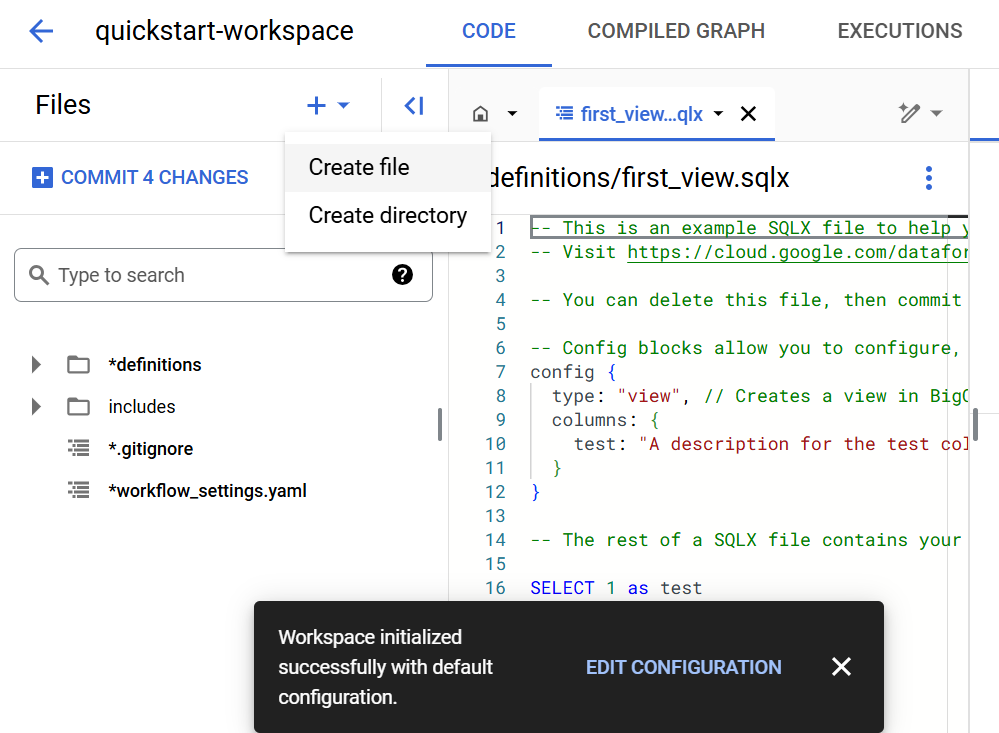 quickstart-workspace
CODE
COMPILED GRAPH
EXECUTIONS
Files
Create file
Create directory
COMMIT 4 CHANGES
Type to search
*definitions
includes
*.gitignore
*workflow_settings.yaml
first_view...qlx
definitions/first_view.sqlx
1 -- This is an example SQLX file to help
2 -- Visit https://cloud.google.com/datafor
3
4 -- You can delete this file, then commit
5
6 -- Config blocks allow you to configure,
7 config {
8 type: "view", // Creates a view in Big
9 columns: {
10 test: "A description for the test col
11 }
12 }
13
14 -- The rest of a SQLX file contains your
15
16 SELECT 1 as test
Workspace initialized
successfully with default
configuration.
EDIT CONFIGURATION